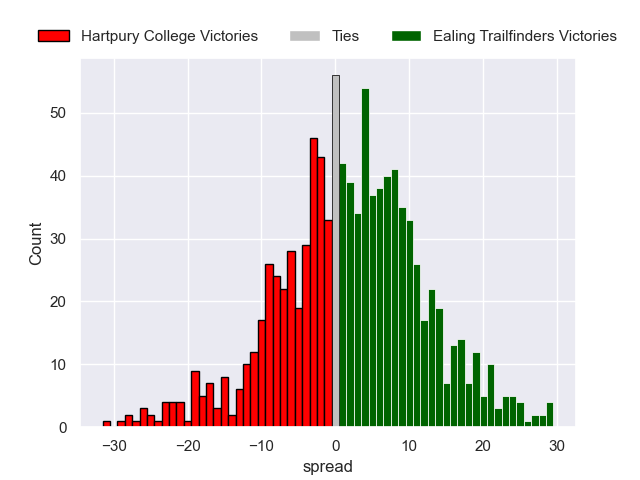 Hartpury College Victories Ties Ealing Trailfinders Victories
50
40
30
20
10
0
Count
−30 −20 −10 0 10 20 30
spread